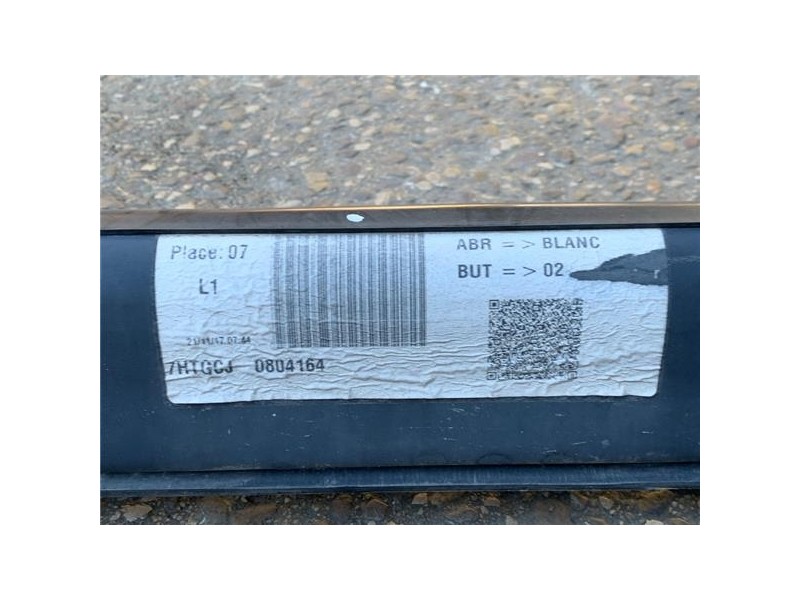 Place: 07
L1
ABR = > BLANC
BUT = > 02
7HTGCJ 0804164